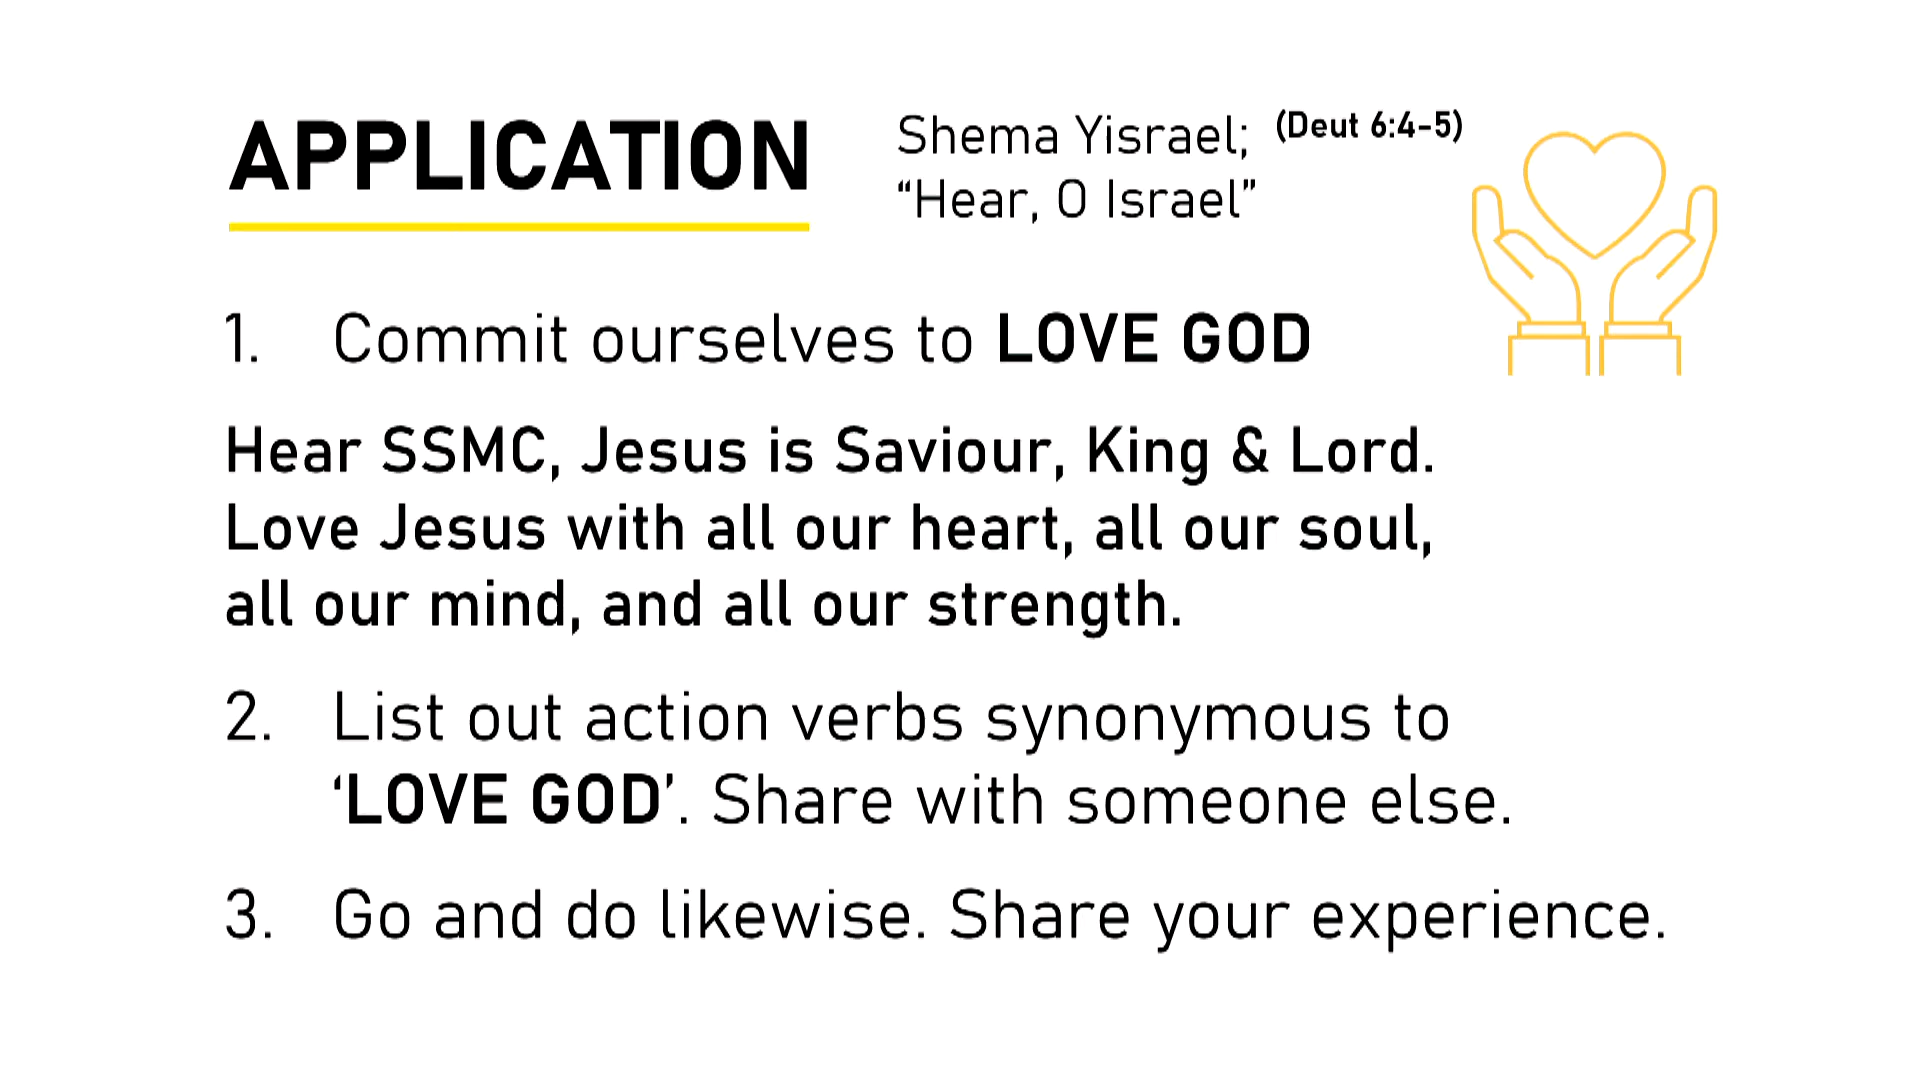 APPLICATION
Shema Yisrael; (Deut 6:4-5)
“Hear, O Israel”
1. Commit ourselves to LOVE GOD
Hear SSMC, Jesus is Saviour, King & Lord.
Love Jesus with all our heart, all our soul,
all our mind, and all our strength.
2. List out action verbs synonymous to
‘LOVE GOD’. Share with someone else.
3. Go and do likewise. Share your experience.